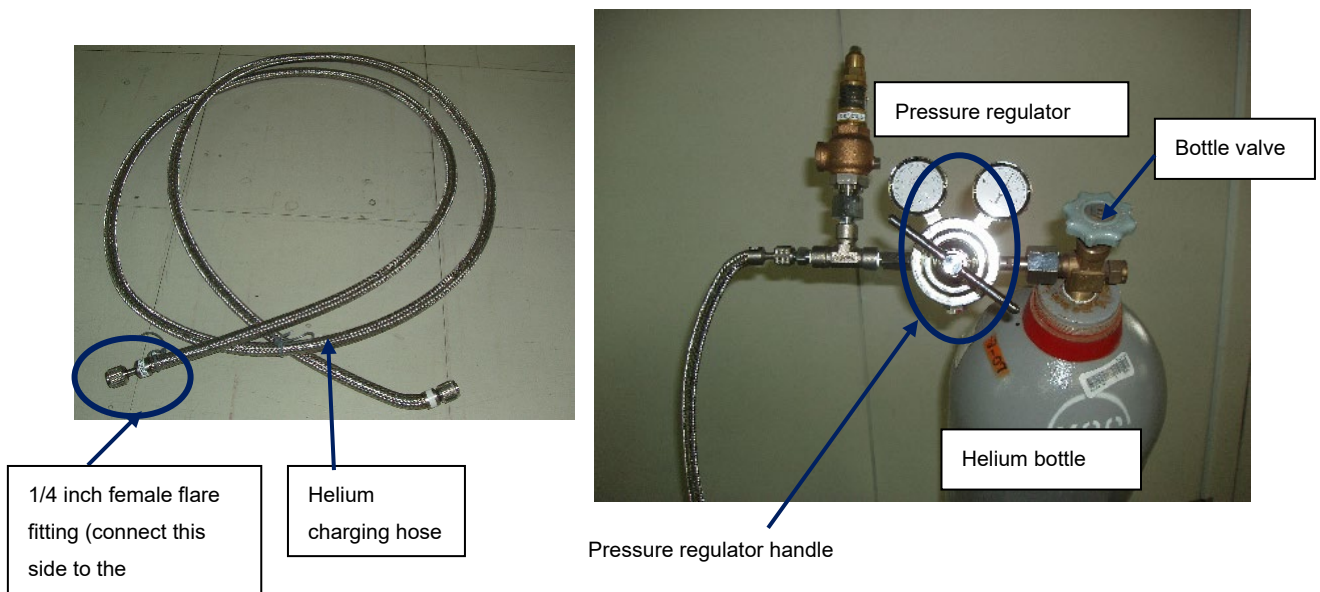 Pressure regulator
Bottle valve
Helium bottle
1/4 inch female flare
fitting (connect this
side to the
Helium
charging hose
Pressure regulator handle